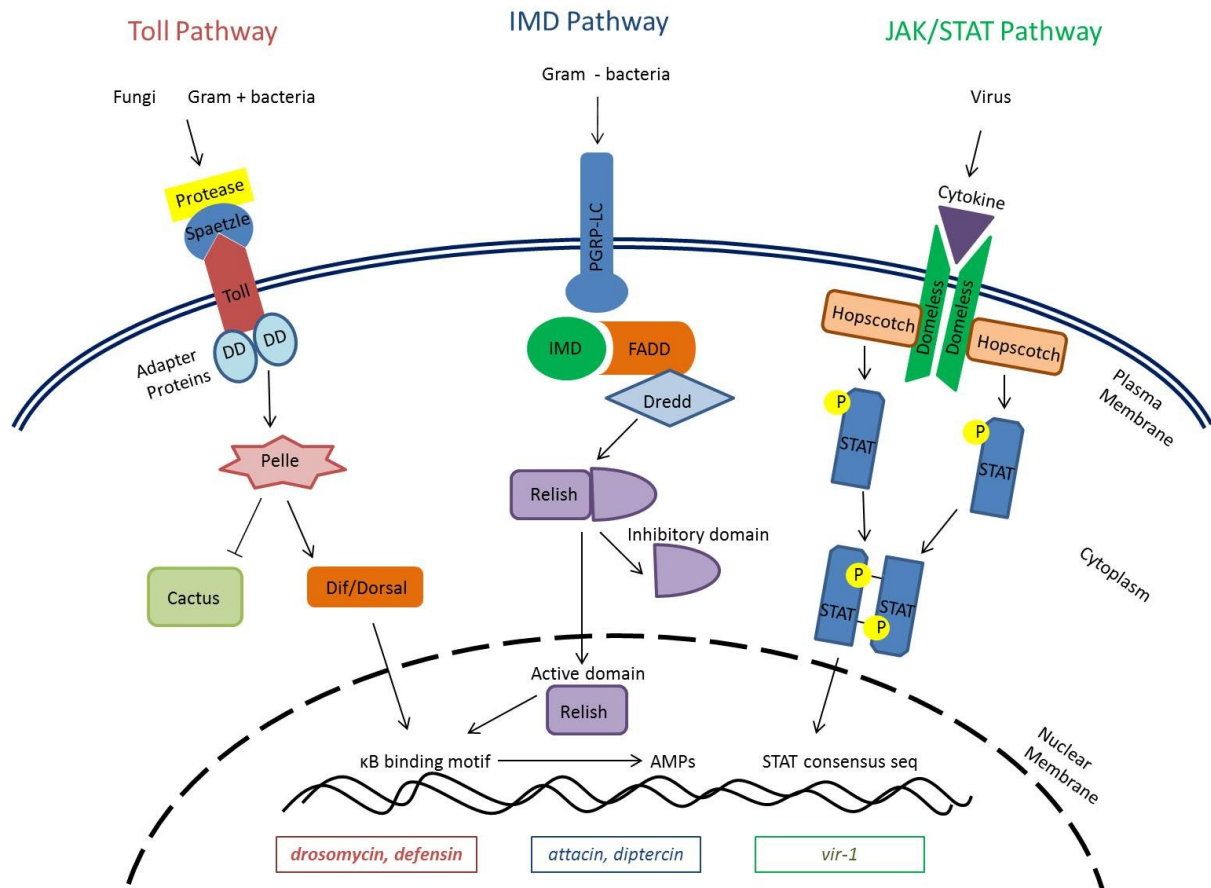 Toll Pathway
IMD Pathway
JAK/STAT Pathway
Fungi
Gram + bacteria
Gram - bacteria
Virus
Protease
Spaetzle
Toll
DD
DD
Adapter
Proteins
Pelle
Cactus
Dif/Dorsal
PGRP-LC
IMD
FADD
Dredd
Relish
Inhibitory domain
Cytokine
Domeless
Domeless
Hopscotch
Hopscotch
P
STAT
P
STAT
P
STAT
STAT
P
Plasma
Membrane
Cytoplasm
Nuclear
Membrane
Active domain
Relish
κB binding motif
AMPs
STAT consensus seq
drosomycin, defensin
attacin, diptercin
vir-1